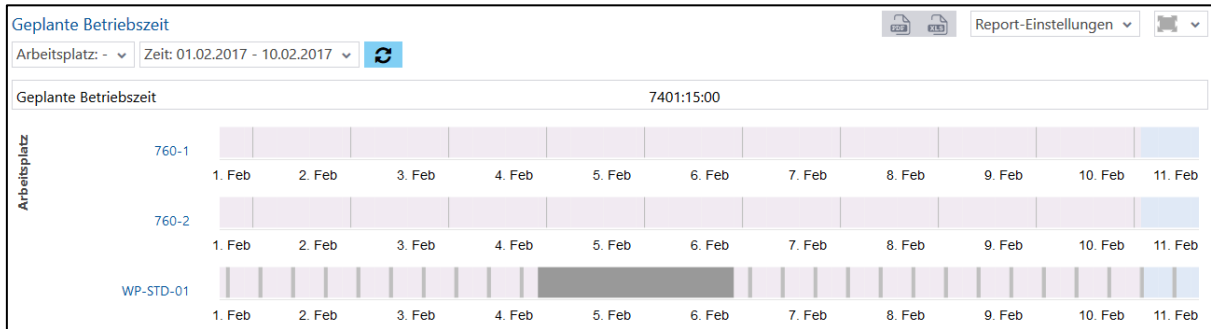 Geplante Betriebszeit
PDF XLS Report-Einstellungen
Arbeitsplatz: - Zeit: 01.02.2017 - 10.02.2017
Geplante Betriebszeit 7401:15:00
Arbeitsplatz
760-1
1. Feb 2. Feb 3. Feb 4. Feb 5. Feb 6. Feb 7. Feb 8. Feb 9. Feb 10. Feb 11. Feb
760-2
1. Feb 2. Feb 3. Feb 4. Feb 5. Feb 6. Feb 7. Feb 8. Feb 9. Feb 10. Feb 11. Feb
WP-STD-01
1. Feb 2. Feb 3. Feb 4. Feb 5. Feb 6. Feb 7. Feb 8. Feb 9. Feb 10. Feb 11. Feb